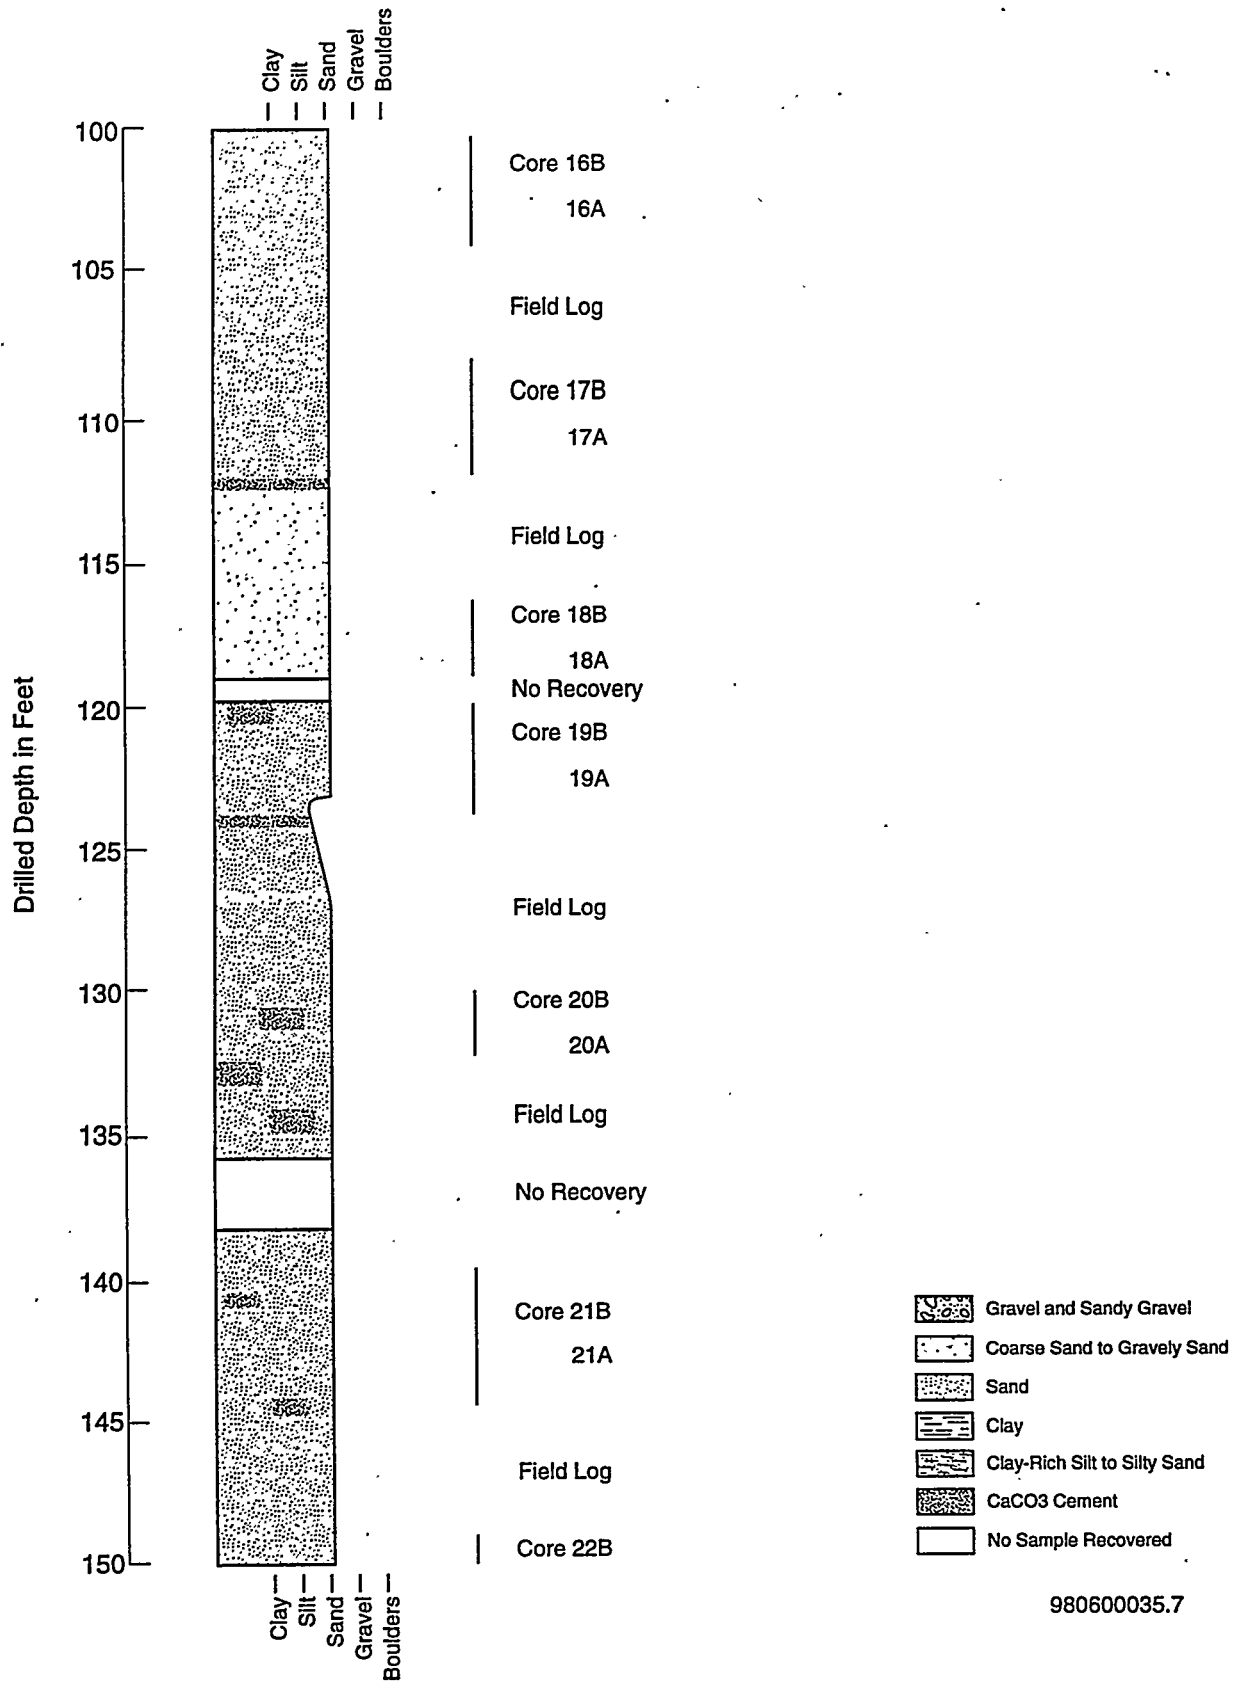 Clay
Silt
Sand
Gravel
Boulders
Drilled Depth in Feet
100
105
110
115
120
125
130
135
140
145
150
Core 16B
16A
Field Log
Core 17B
17A
Field Log
Core 18B
18A
No Recovery
Core 19B
19A
Field Log
Core 20B
20A
Field Log
No Recovery
Core 21B
21A
Field Log
Core 22B
Clay
Silt
Sand
Gravel
Boulders
Gravel and Sandy Gravel
Coarse Sand to Gravely Sand
Sand
Clay
Clay-Rich Silt to Silty Sand
CaCO3 Cement
No Sample Recovered
980600035.7